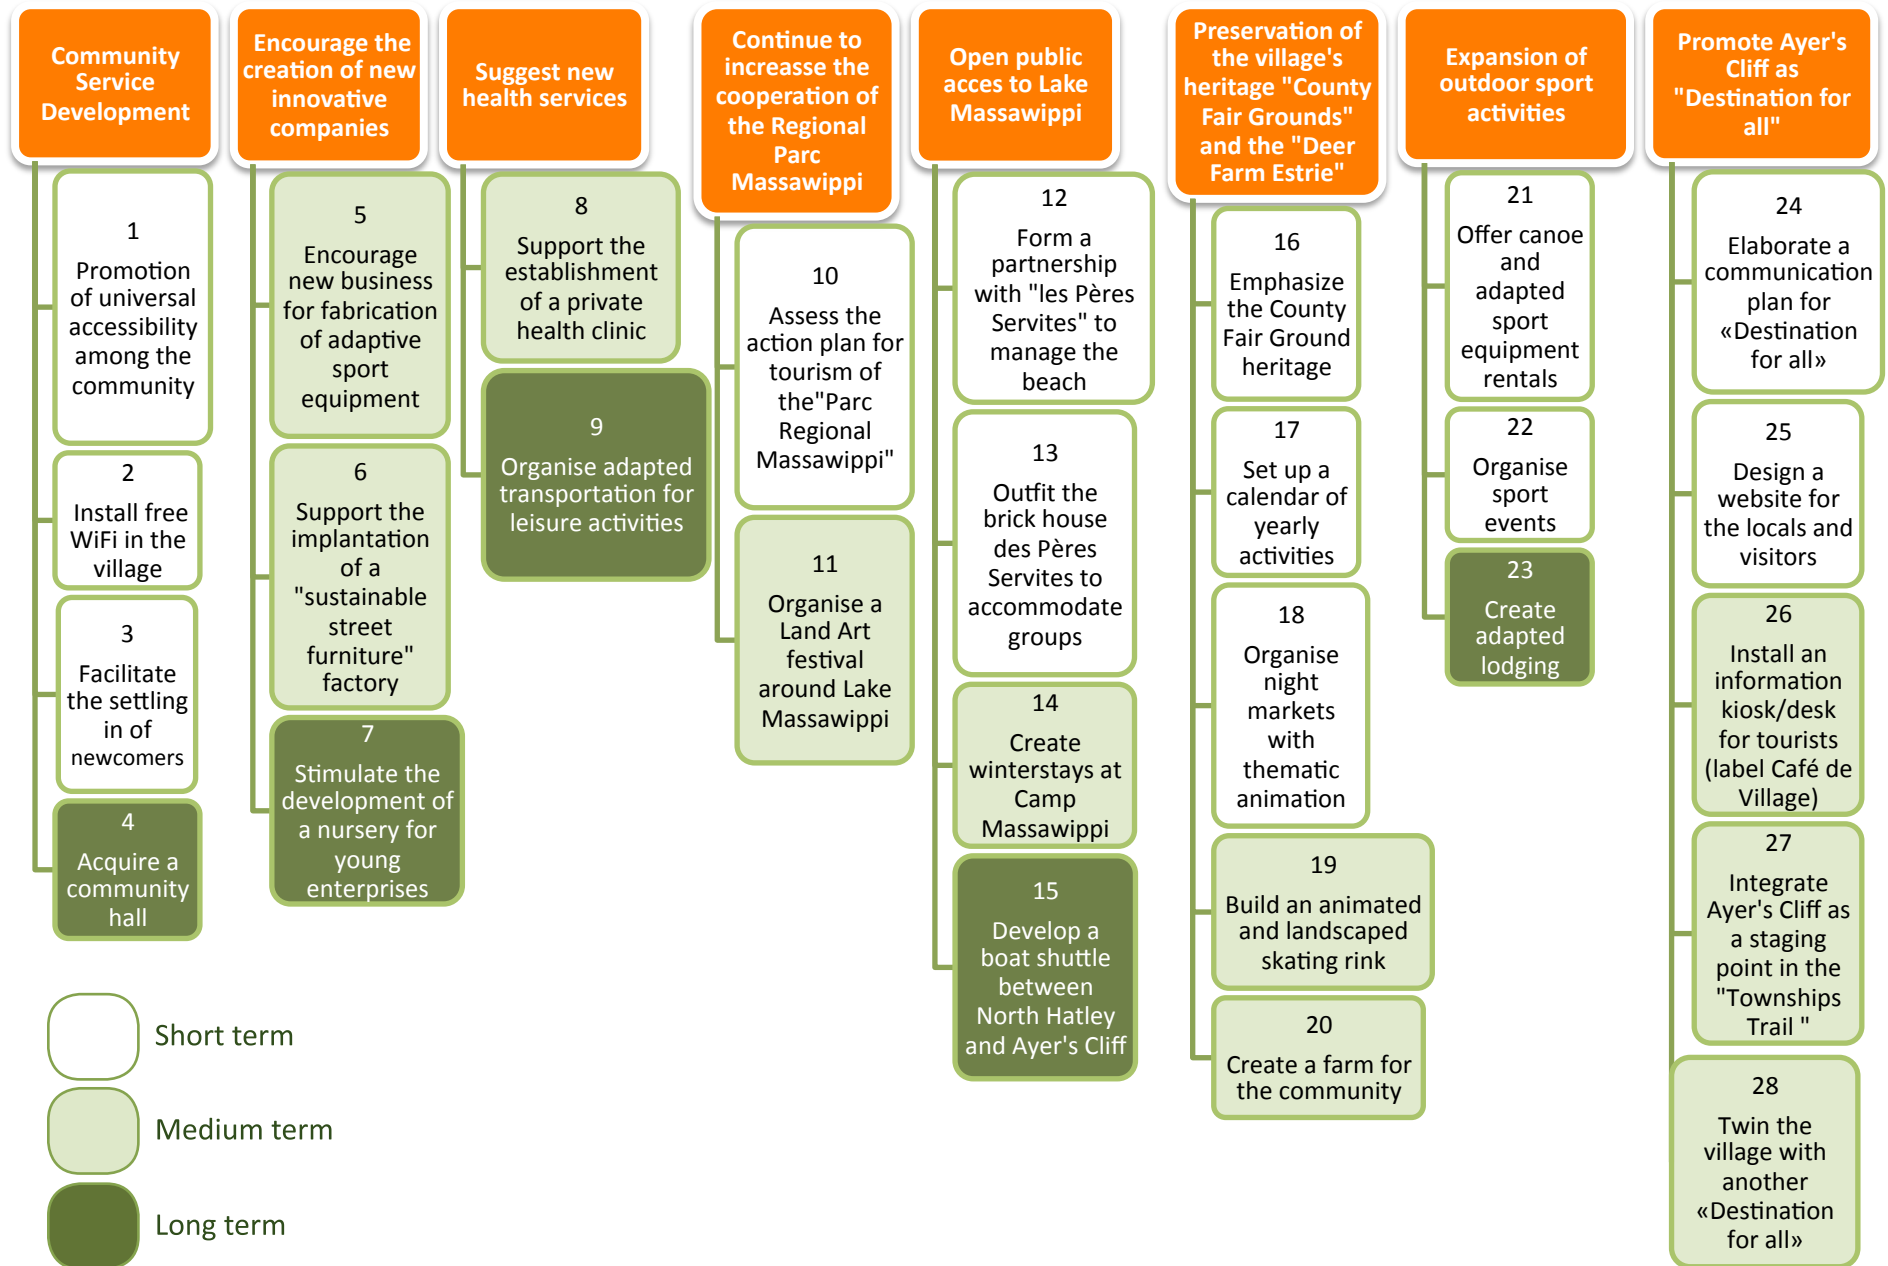 Community
Service
Development
1
Promotion
of universal
accessibility
among the
community
2
Install free
WiFi in the
village
3
Facilitate
the settling
in of
newcomers
4
Acquire a
community
hall
Encourage the
creation of new
innovative
companies
5
Encourage
new business
for fabrication
of adaptive
sport
equipment
6
Support the
implantation
of a
"sustainable
street
furniture"
factory
7
Stimulate the
development of
a nursery for
young
enterprises
Suggest new
health services
8
Support the
establishment
of a private
health clinic
9
Organise adapted
transportation for
leisure activities
Continue to
increasse the
cooperation of
the Regional
Parc
Massawippi
10
Assess the
action plan for
tourism of
the"Parc
Regional
Massawippi"
11
Organise a
Land Art
festival
around Lake
Massawippi
Open public
acces to Lake
Massawippi
12
Form a
partnership
with "les Pères
Servites" to
manage the
beach
13
Outfit the
brick house
des Pères
Servites to
accommodate
groups
14
Create
winterstays at
Camp
Massawippi
15
Develop a
boat shuttle
between
North Hatley
and Ayer's Cliff
Preservation of
the village's
heritage "County
Fair Grounds"
and the "Deer
Farm Estrie"
16
Emphasize
the County
Fair Ground
heritage
17
Set up a
calendar of
yearly
activities
18
Organise
night
markets
with
thematic
animation
19
Build an animated
and landscaped
skating rink
20
Create a farm for
the community
Expansion of
outdoor sport
activities
21
Offer canoe
and
adapted
sport
equipment
rentals
22
Organise
sport
events
23
Create
adapted
lodging
Promote Ayer's
Cliff as
"Destination for
all"
24
Elaborate a
communication
plan for
«Destination
for all»
25
Design a
website for
the locals and
visitors
26
Install an
information
kiosk/desk
for tourists
(label Café de
Village)
27
Integrate
Ayer's Cliff as
a staging
point in the
"Townships
Trail "
28
Twin the
village with
another
«Destination
for all»
Short term
Medium term
Long term